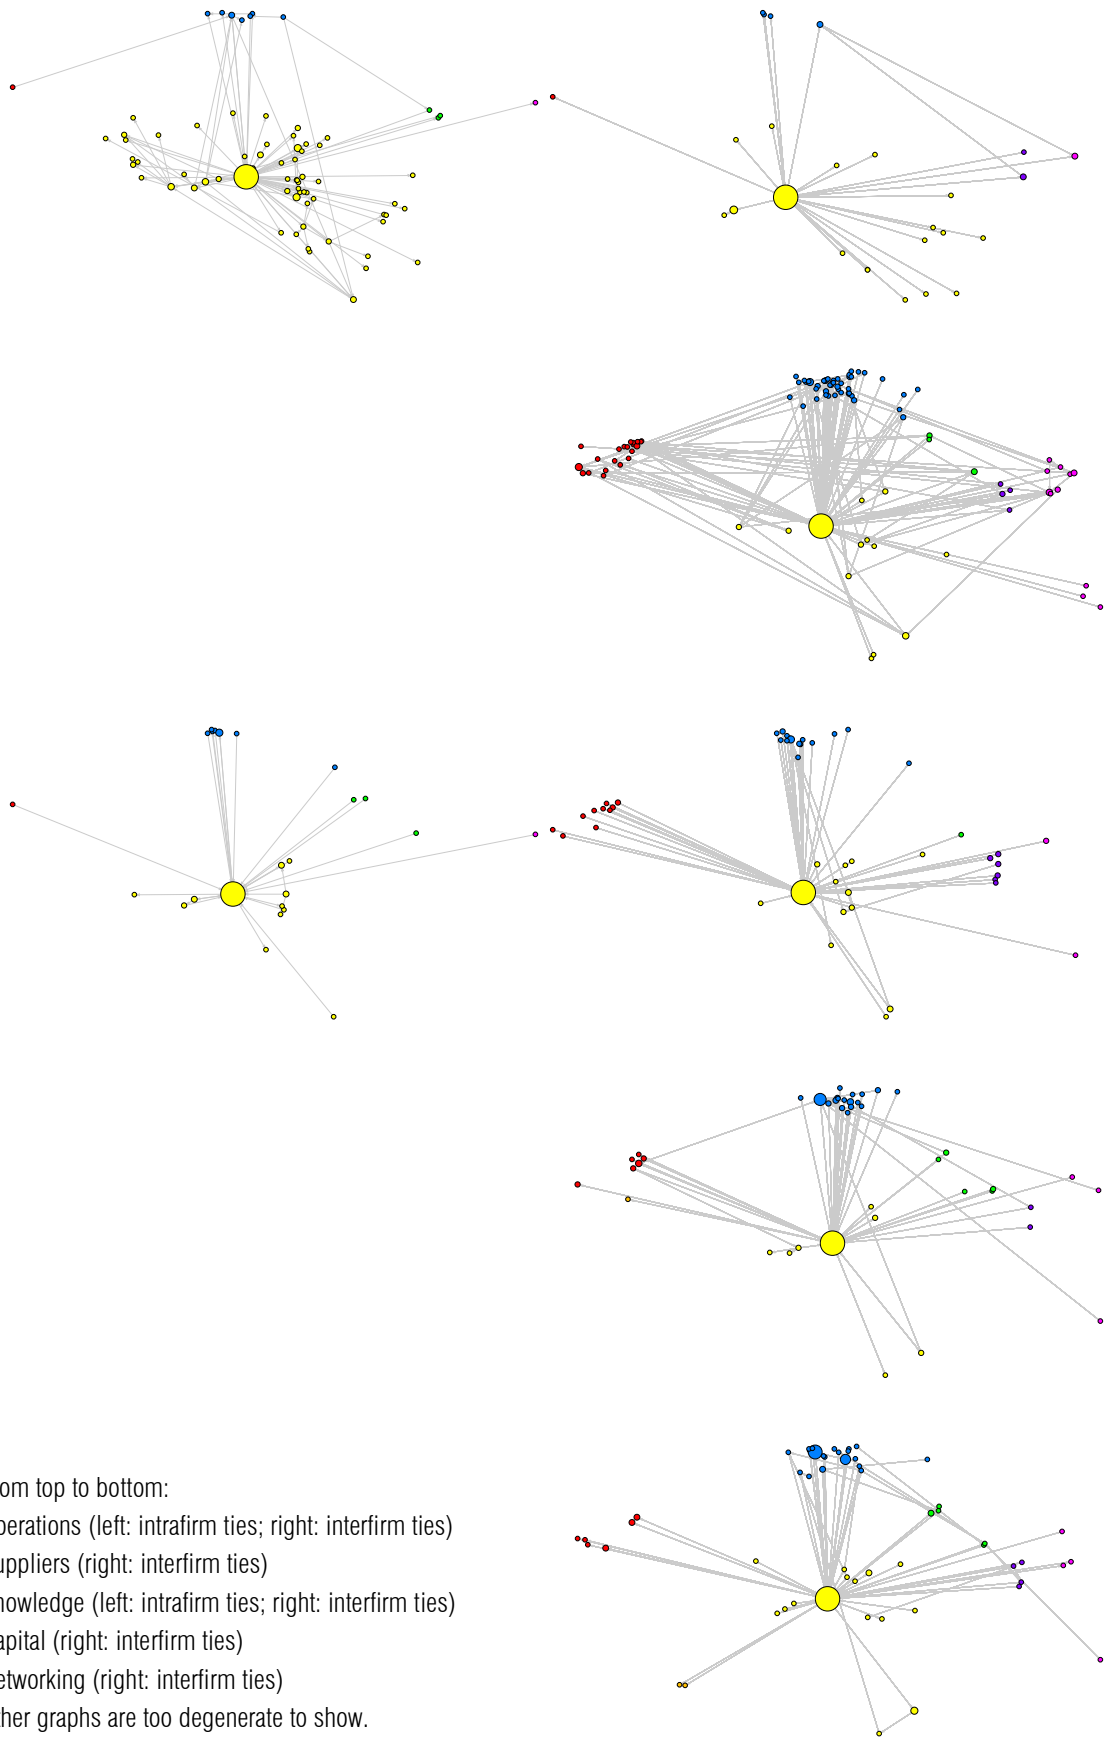 om top to bottom:
perations (left: intrafirm ties; right: interfirm ties)
uppliers (right: interfirm ties)
nowledge (left: intrafirm ties; right: interfirm ties)
apital (right: interfirm ties)
etworking (right: interfirm ties)
ther graphs are too degenerate to show.